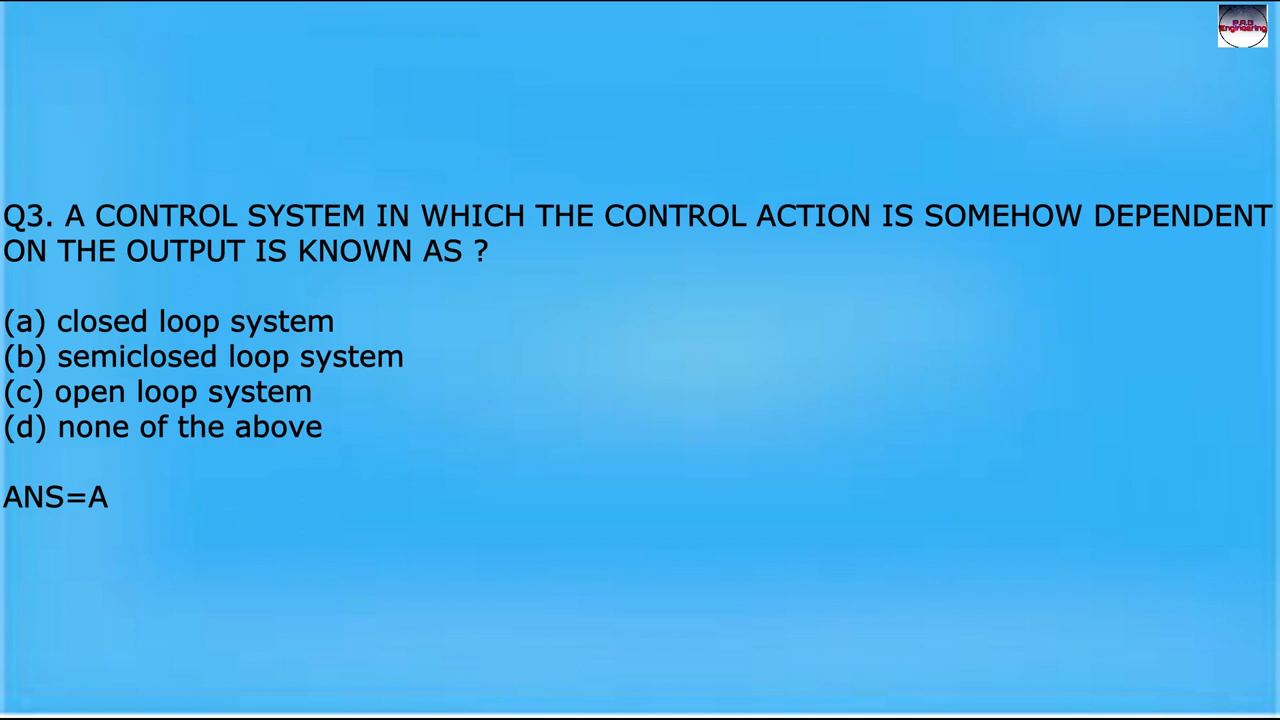 P.A.G
Engineering
Q3. A CONTROL SYSTEM IN WHICH THE CONTROL ACTION IS SOMEHOW DEPENDENT
ON THE OUTPUT IS KNOWN AS ?
(a) closed loop system
(b) semiclosed loop system
(c) open loop system
(d) none of the above
ANS=A